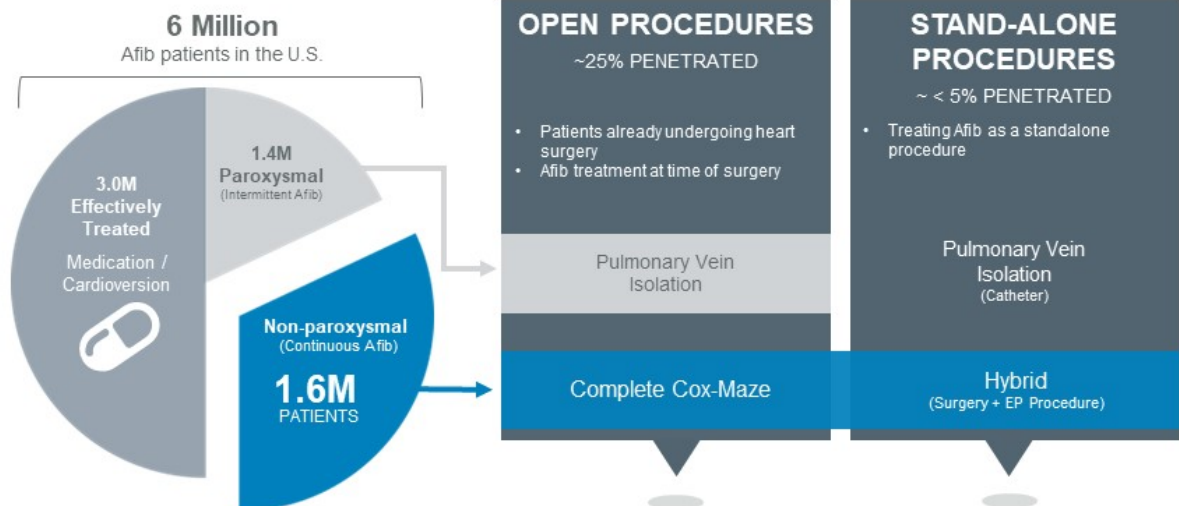 6 Million
Afib patients in the U.S.
3.0M
Effectively
Treated
Medication /
Cardioversion
1.4M
Paroxysmal
(Intermittent Afib)
Non-paroxysmal
(Continuous Afib)
1.6M
PATIENTS
OPEN PROCEDURES
~25% PENETRATED
• Patients already undergoing heart
surgery
• Afib treatment at time of surgery
Pulmonary Vein
Isolation
Complete Cox-Maze
STAND-ALONE
PROCEDURES
~ < 5% PENETRATED
• Treating Afib as a standalone
procedure
Pulmonary Vein
Isolation
(Catheter)
Hybrid
(Surgery + EP Procedure)